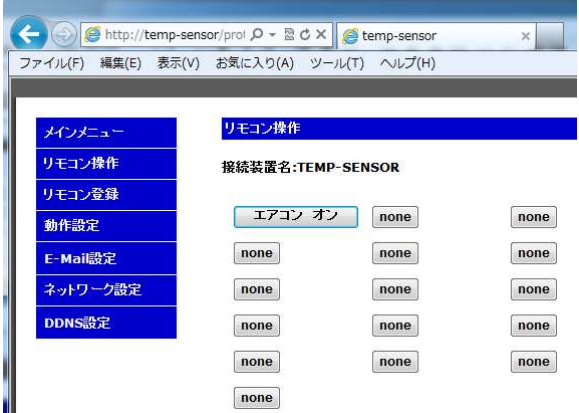 http://temp-sensor/pro
temp-sensor
ファイル(F) 編集(E) 表示(V) お気に入り(A) ツール(T) ヘルプ(H)
メインメニュー
リモコン操作
リモコン登録
動作設定
E-Mail設定
ネットワーク設定
DDNS設定
リモコン操作
接続装置名:TEMP-SENSOR
エアコン オン none none
none none none
none none none
none none none
none none none
none